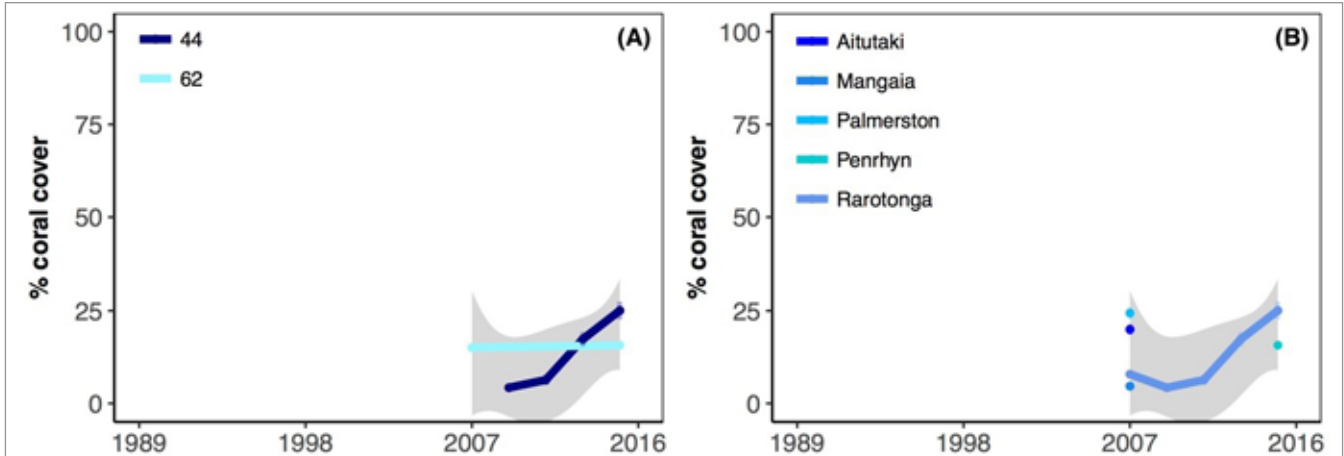 % coral cover
100
75
50
25
0
44
62
(A)
1989
1998
2007
2016
% coral cover
100
75
50
25
0
Aitutaki
Mangaia
Palmerston
Penrhyn
Rarotonga
(B)
1989
1998
2007
2016